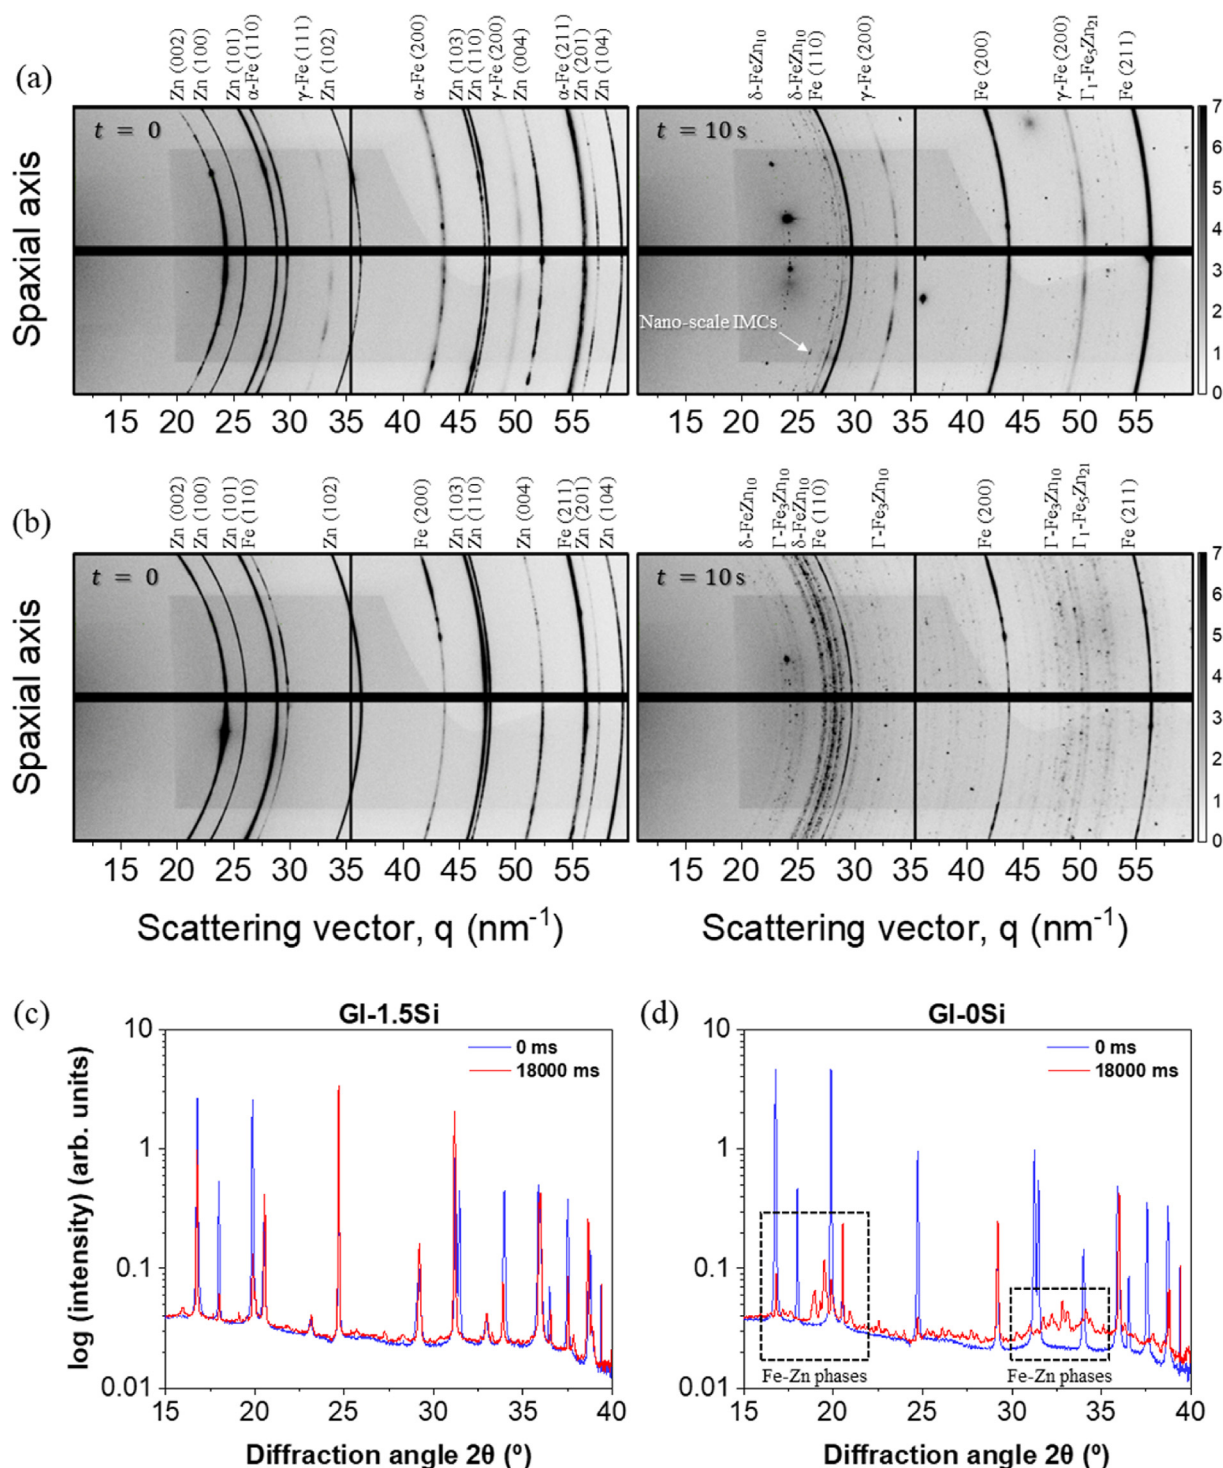 (a)
Zn (002)
Zn (100)
Zn (101)
α-Fe (110)
γ-Fe (111)
Zn (102)
α-Fe (200)
Zn (103)
Zn (110)
γ-Fe (200)
Zn (004)
α-Fe (211)
Zn (201)
Zn (104)
δ-FeZn10
δ-FeZn10
Fe (110)
γ-Fe (200)
Fe (200)
γ-Fe (200)
Γ1-Fe5Zn21
Fe (211)
t = 0
t = 10 s
Nano-scale IMCs
Spaxial axis
7
6
5
4
3
2
1
0
15 20 25 30 35 40 45 50 55
15 20 25 30 35 40 45 50 55
(b)
Zn (002)
Zn (100)
Zn (101)
Fe (110)
Zn (102)
Fe (200)
Zn (103)
Zn (110)
Zn (004)
Fe (211)
Zn (201)
Zn (104)
δ-FeZn10
Γ-Fe3Zn10
δ-FeZn10
Fe (110)
Γ-Fe3Zn10
Fe (200)
Γ-Fe3Zn10
Γ1-Fe5Zn21
Fe (211)
t = 0
t = 10 s
Spaxial axis
7
6
5
4
3
2
1
0
15 20 25 30 35 40 45 50 55
15 20 25 30 35 40 45 50 55
Scattering vector, q (nm-1)
Scattering vector, q (nm-1)
(c)
GI-1.5Si
log (intensity) (arb. units)
10
1
0.1
0.01
0 ms
18000 ms
15 20 25 30 35 40
Diffraction angle 2θ (º)
(d)
GI-0Si
10
1
0.1
0.01
0 ms
18000 ms
Fe-Zn phases
Fe-Zn phases
15 20 25 30 35 40
Diffraction angle 2θ (º)